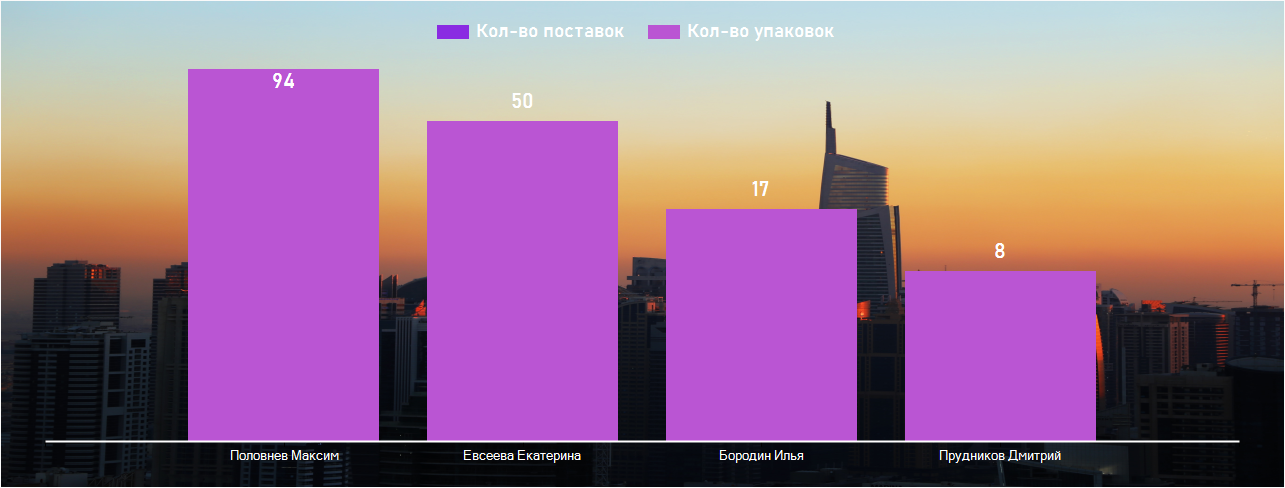 Кол-во поставок Кол-во упаковок
94
50
17
8
Половнев Максим Евсеева Екатерина Бородин Илья Прудников Дмитрий